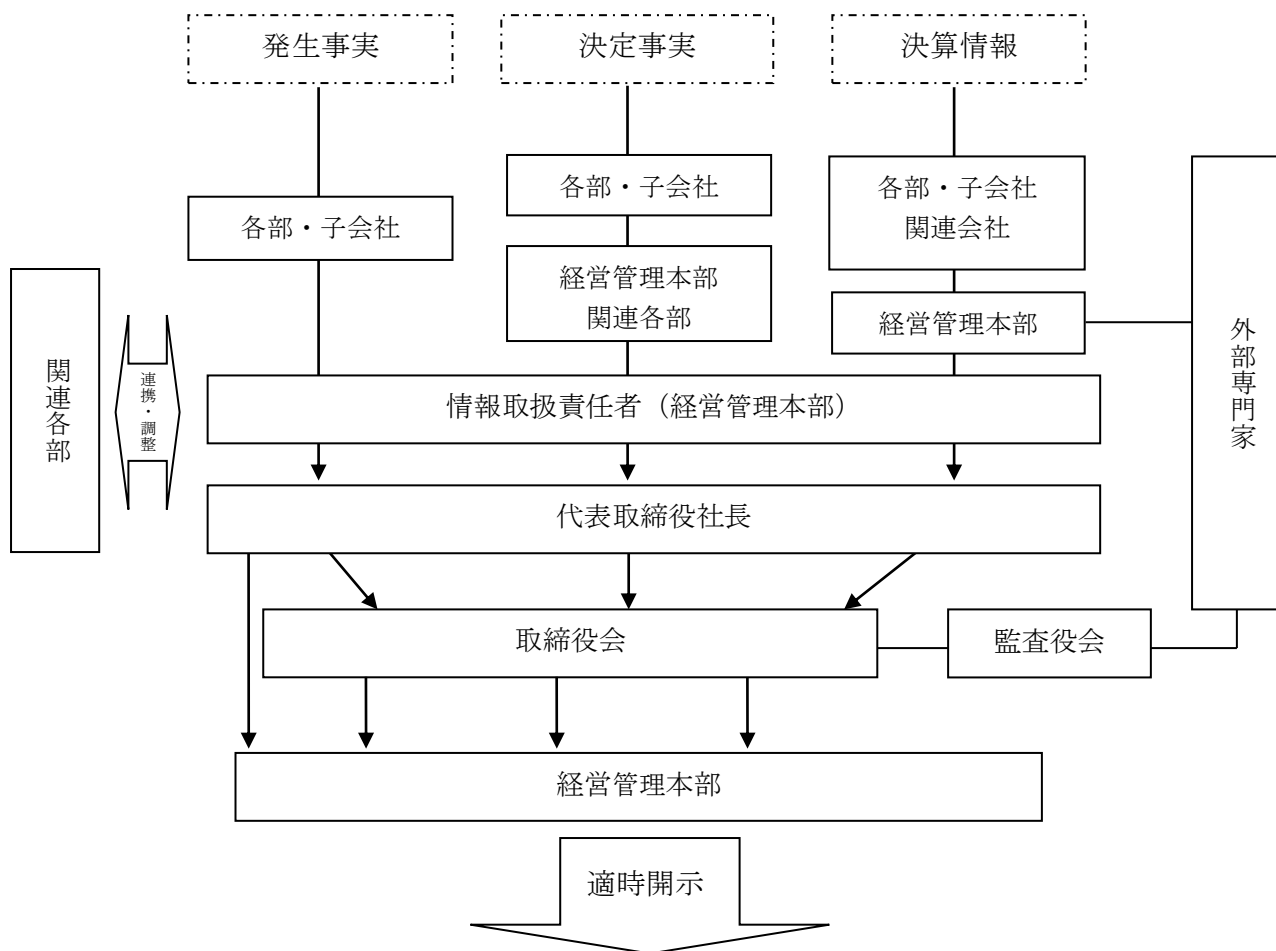 発生事実
決定事実
決算情報
各部・子会社
各部・子会社
各部・子会社
関連会社
経営管理本部
関連各部
経営管理本部
外部専門家
関連各部
連携・調整
情報取扱責任者（経営管理本部）
代表取締役社長
取締役会
監査役会
経営管理本部
適時開示